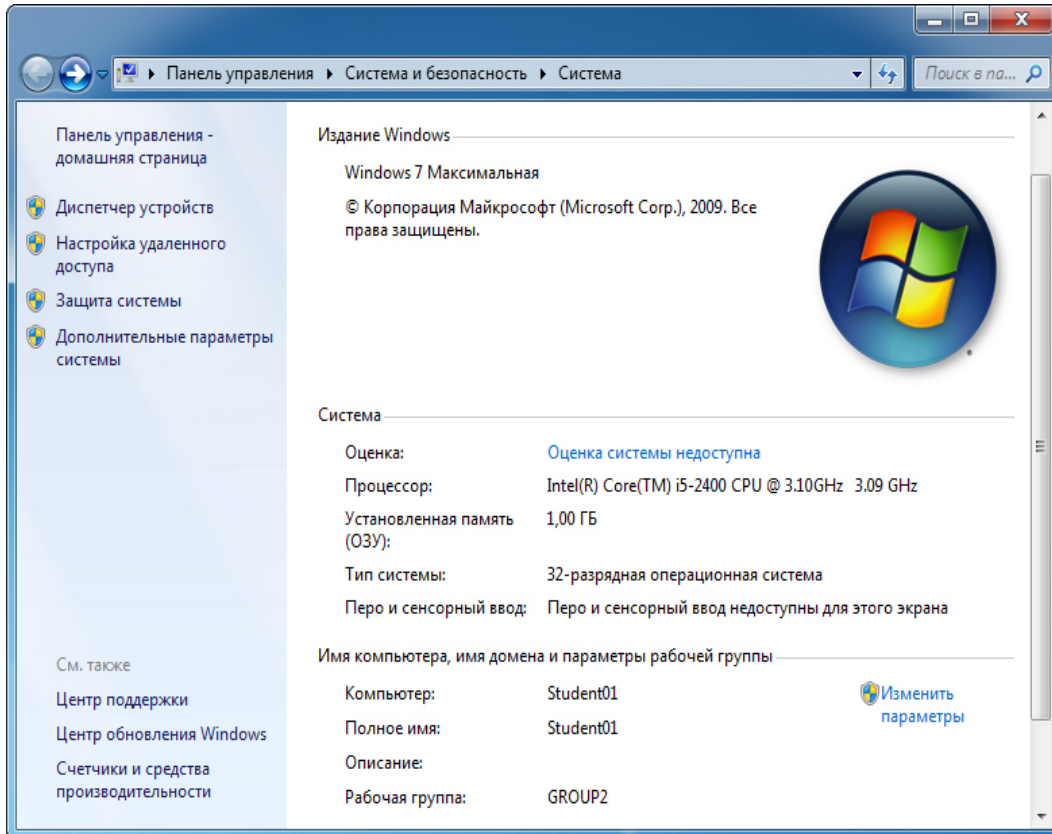 Панель управления ▸ Система и безопасность ▸ Система
Поиск в па...
Панель управления -
домашняя страница
Диспетчер устройств
Настройка удаленного
доступа
Защита системы
Дополнительные параметры
системы
См. также
Центр поддержки
Центр обновления Windows
Счетчики и средства
производительности
Издание Windows
Windows 7 Максимальная
© Корпорация Майкрософт (Microsoft Corp.), 2009. Все
права защищены.
Система
Оценка: Оценка системы недоступна
Процессор: Intel(R) Core(TM) i5-2400 CPU @ 3.10GHz 3.09 GHz
Установленная память 1,00 ГБ
(ОЗУ):
Тип системы: 32-разрядная операционная система
Перо и сенсорный ввод: Перо и сенсорный ввод недоступны для этого экрана
Имя компьютера, имя домена и параметры рабочей группы
Компьютер: Student01
Изменить
параметры
Полное имя: Student01
Описание:
Рабочая группа: GROUP2